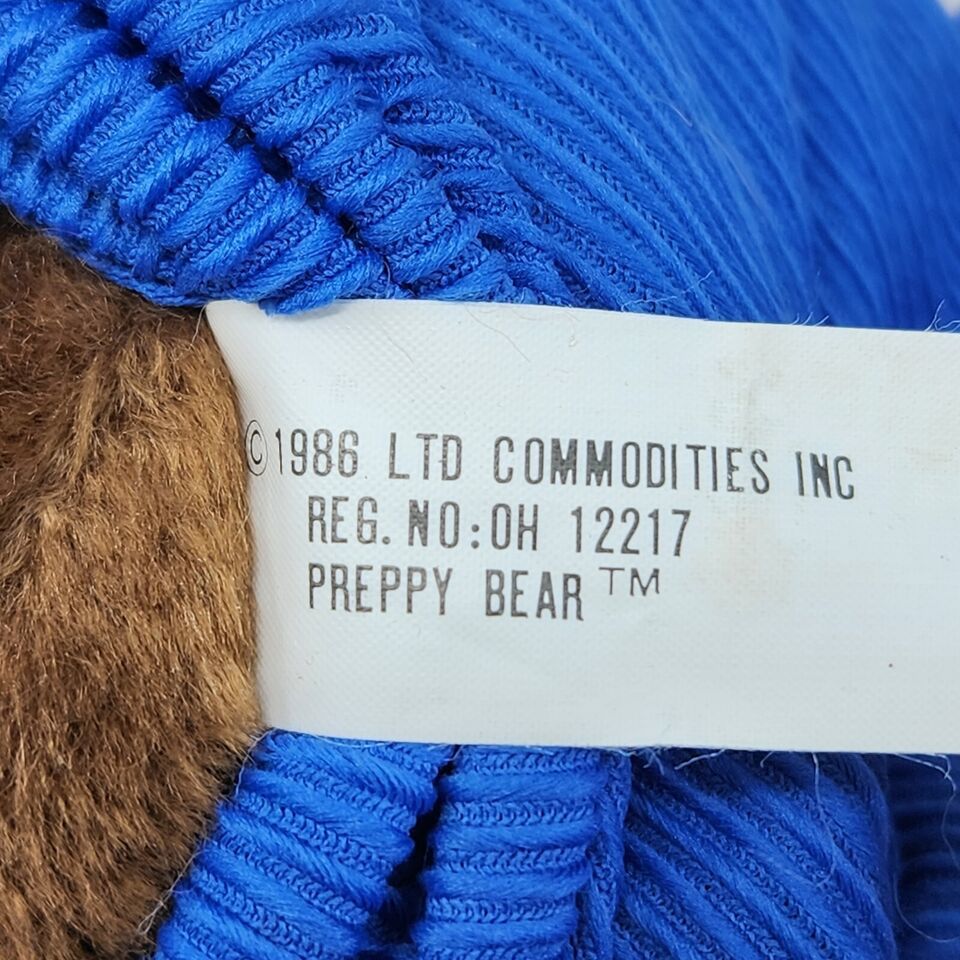 ©1986 LTD COMMODITIES INC
REG. NO:OH 12217
PREPPY BEAR™